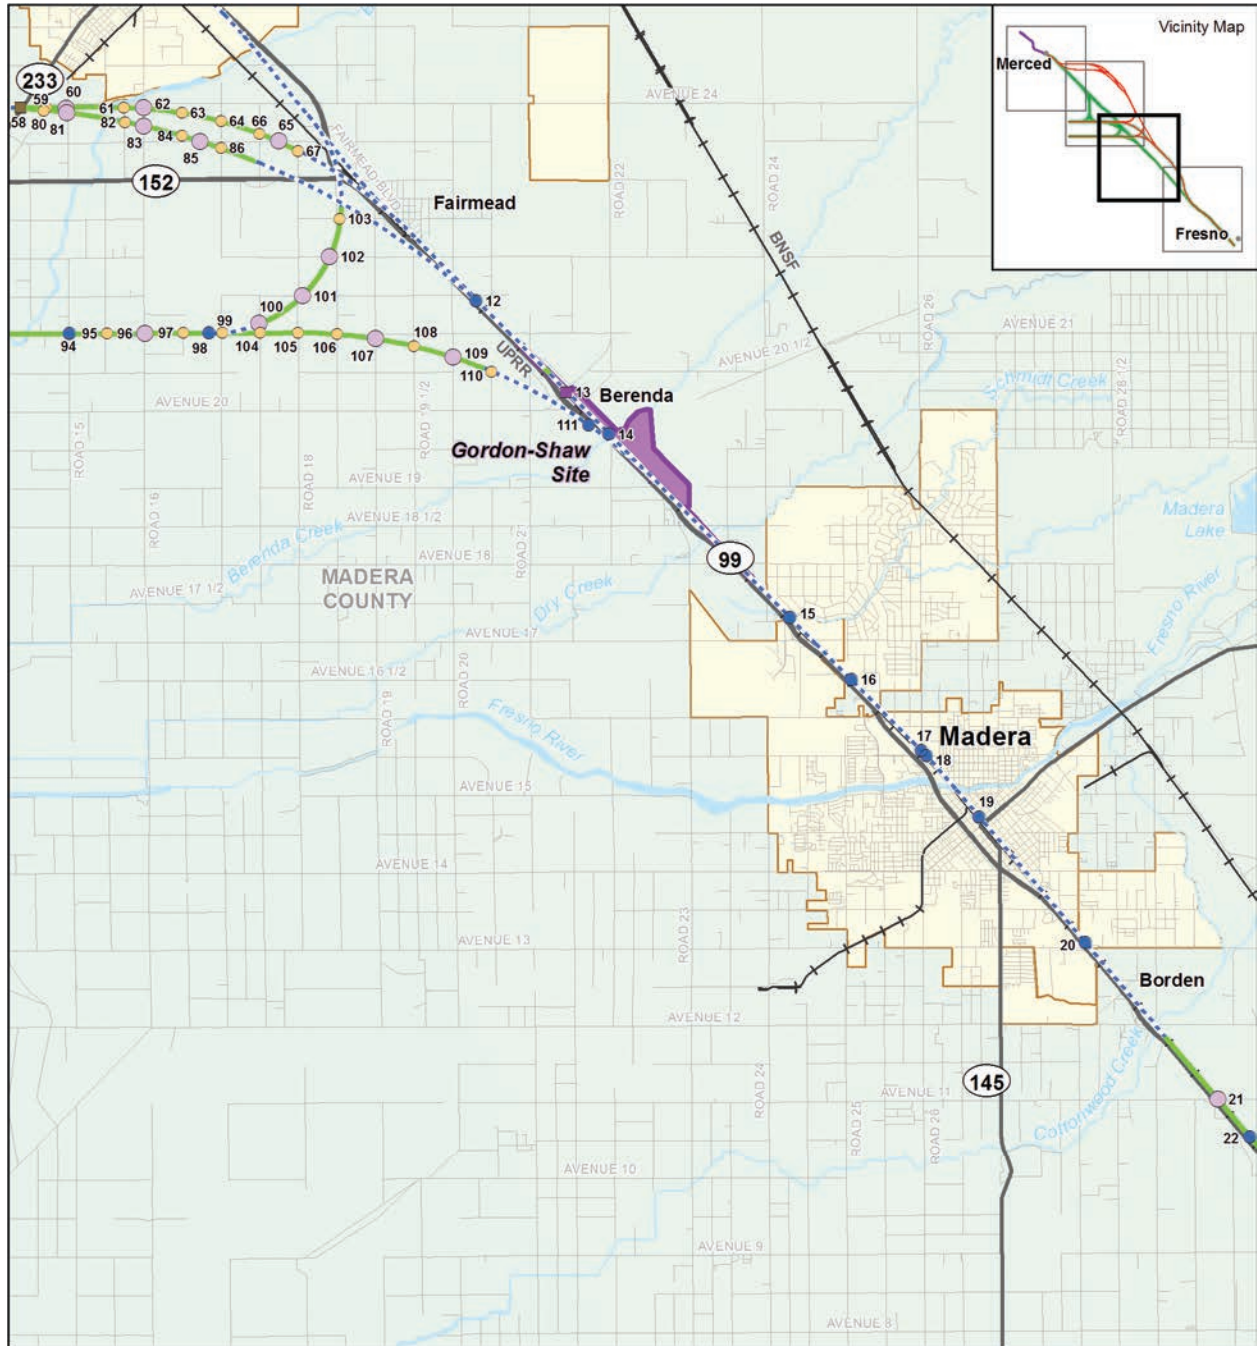 Vicinity Map
Merced
Fresno
233
59
60
58
80
81
61
62
82
83
63
84
64
85
66
65
86
67
FAIRMEAD BLVD
152
Fairmead
AVENUE 24
ROAD 22
ROAD 24
BNSF
ROAD 26
103
102
101
100
12
94
95
96
97
98
99
104
105
106
107
108
109
110
UPRR
AVENUE 21
AVENUE 20 1/2
Schmidt Creek
ROAD 28 1/2
13
Berenda
111
14
AVENUE 20
ROAD 19 1/2
ROAD 15
Gordon-Shaw
Site
ROAD 18
AVENUE 19
ROAD 16
AVENUE 18 1/2
Madera
Lake
Berenda Creek
AVENUE 18
ROAD 21
99
MADERA
COUNTY
AVENUE 17 1/2
Dry Creek
15
Fresno River
AVENUE 17
AVENUE 16 1/2
ROAD 20
16
ROAD 19
Fresno
River
17
18
Madera
AVENUE 15
19
AVENUE 14
ROAD 23
AVENUE 13
20
Borden
AVENUE 12
145
ROAD 24
AVENUE 11
ROAD 25
ROAD 26
Cottonwood Creek
21
22
AVENUE 10
AVENUE 9
AVENUE 8